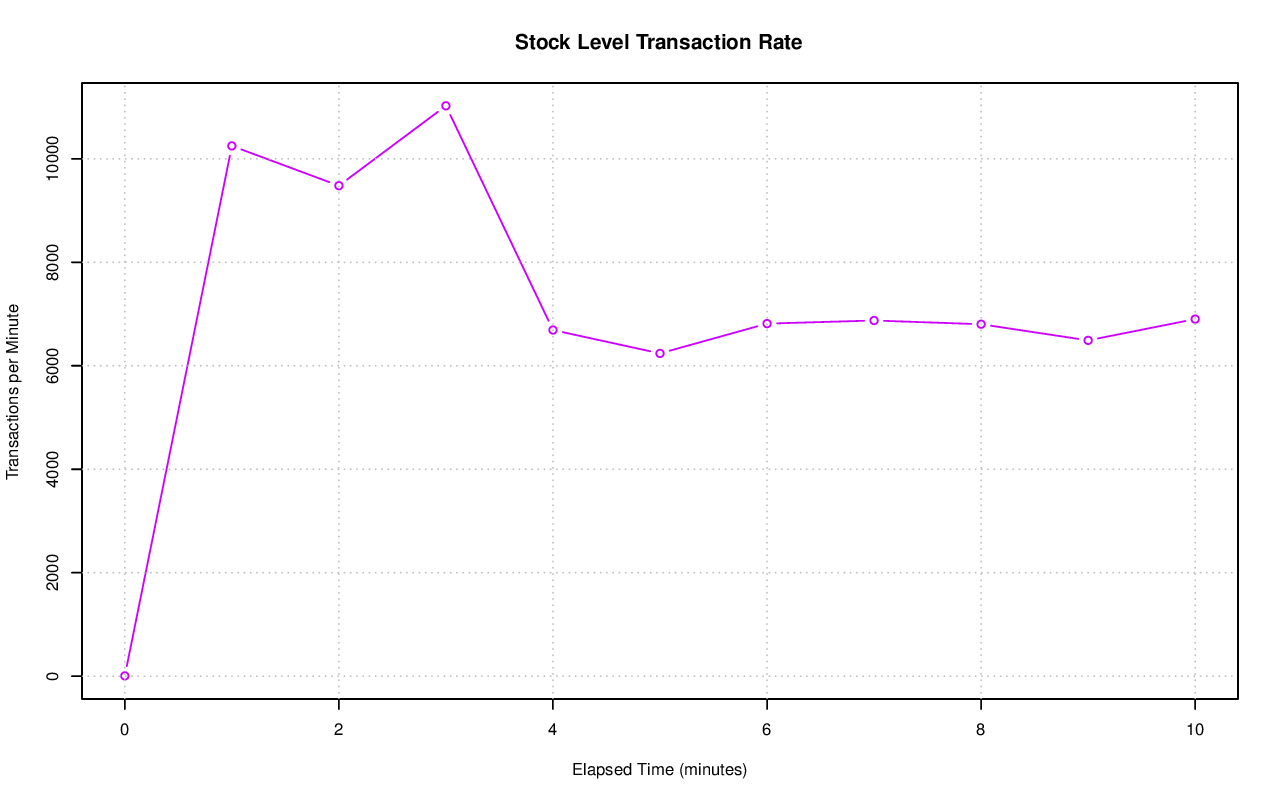 Stock Level Transaction Rate
Transactions per Minute
10000
8000
6000
4000
2000
0
0 2 4 6 8 10
Elapsed Time (minutes)